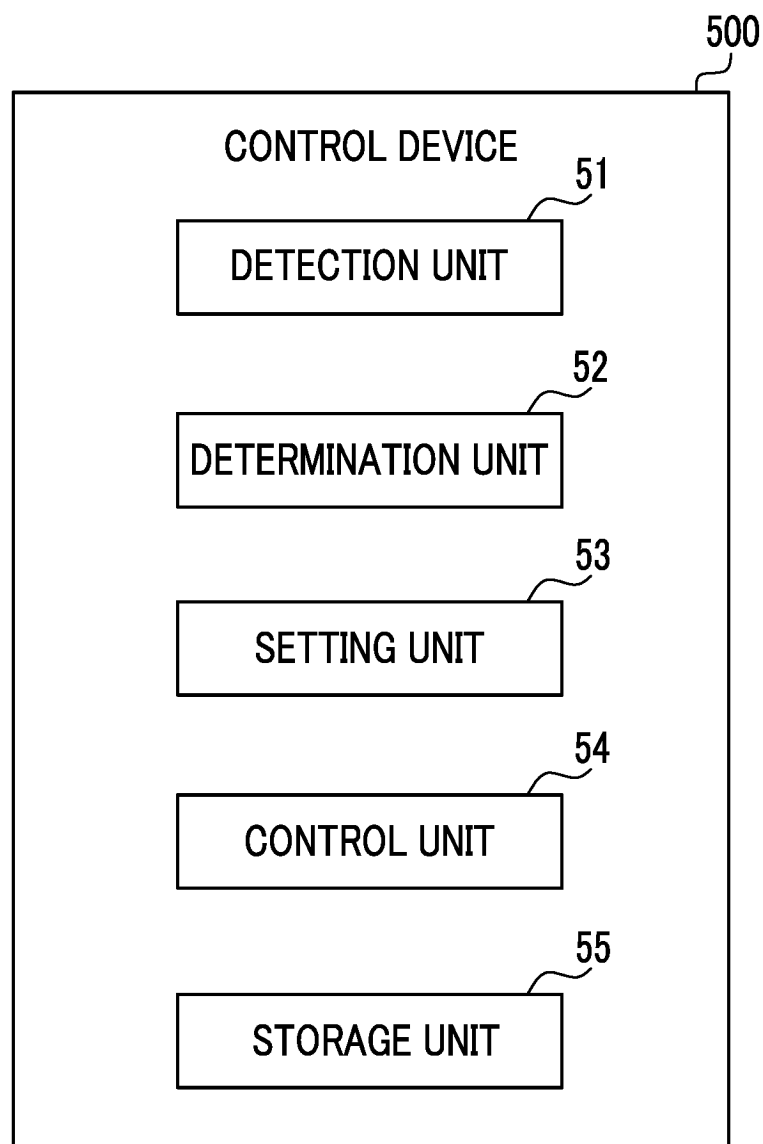 500
CONTROL DEVICE
51
DETECTION UNIT
52
DETERMINATION UNIT
53
SETTING UNIT
54
CONTROL UNIT
55
STORAGE UNIT